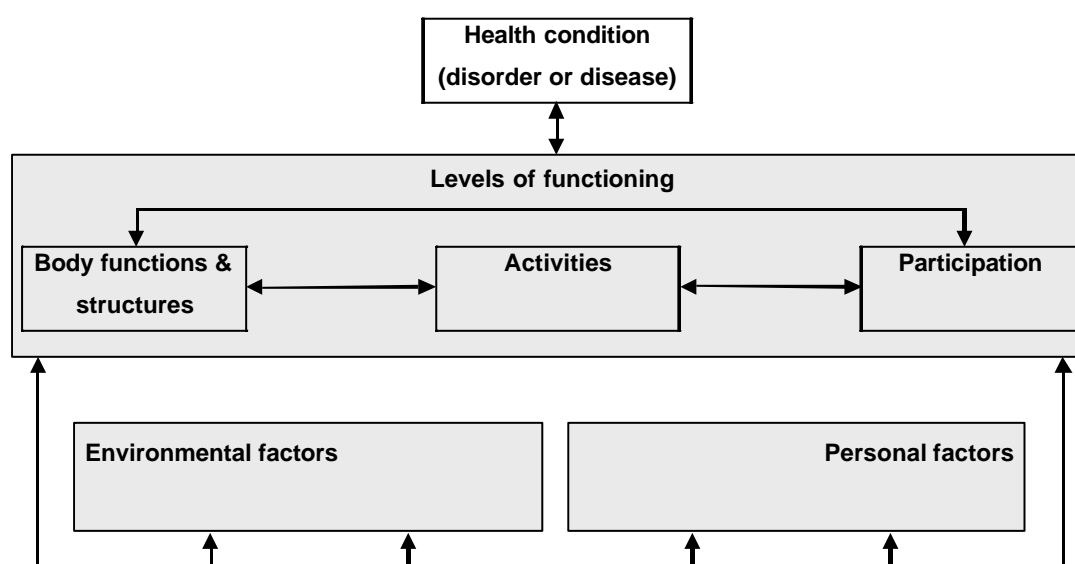 Health condition
(disorder or disease)
Levels of functioning
Body functions &
structures
Activities
Participation
Environmental factors
Personal factors